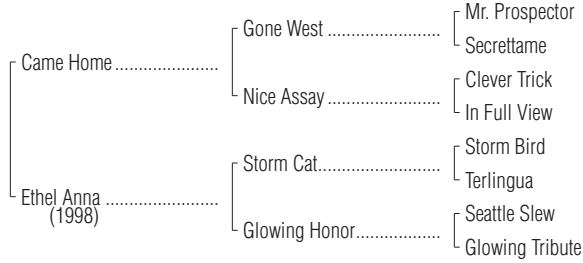 Mr. Prospector
Gone West ......................
Secrettame
Came Home ....................
Clever Trick
Nice Assay ......................
In Full View
Storm Bird
Storm Cat........................
Terlingua
Ethel Anna ......................
(1998)
Seattle Slew
Glowing Honor.................
Glowing Tribute